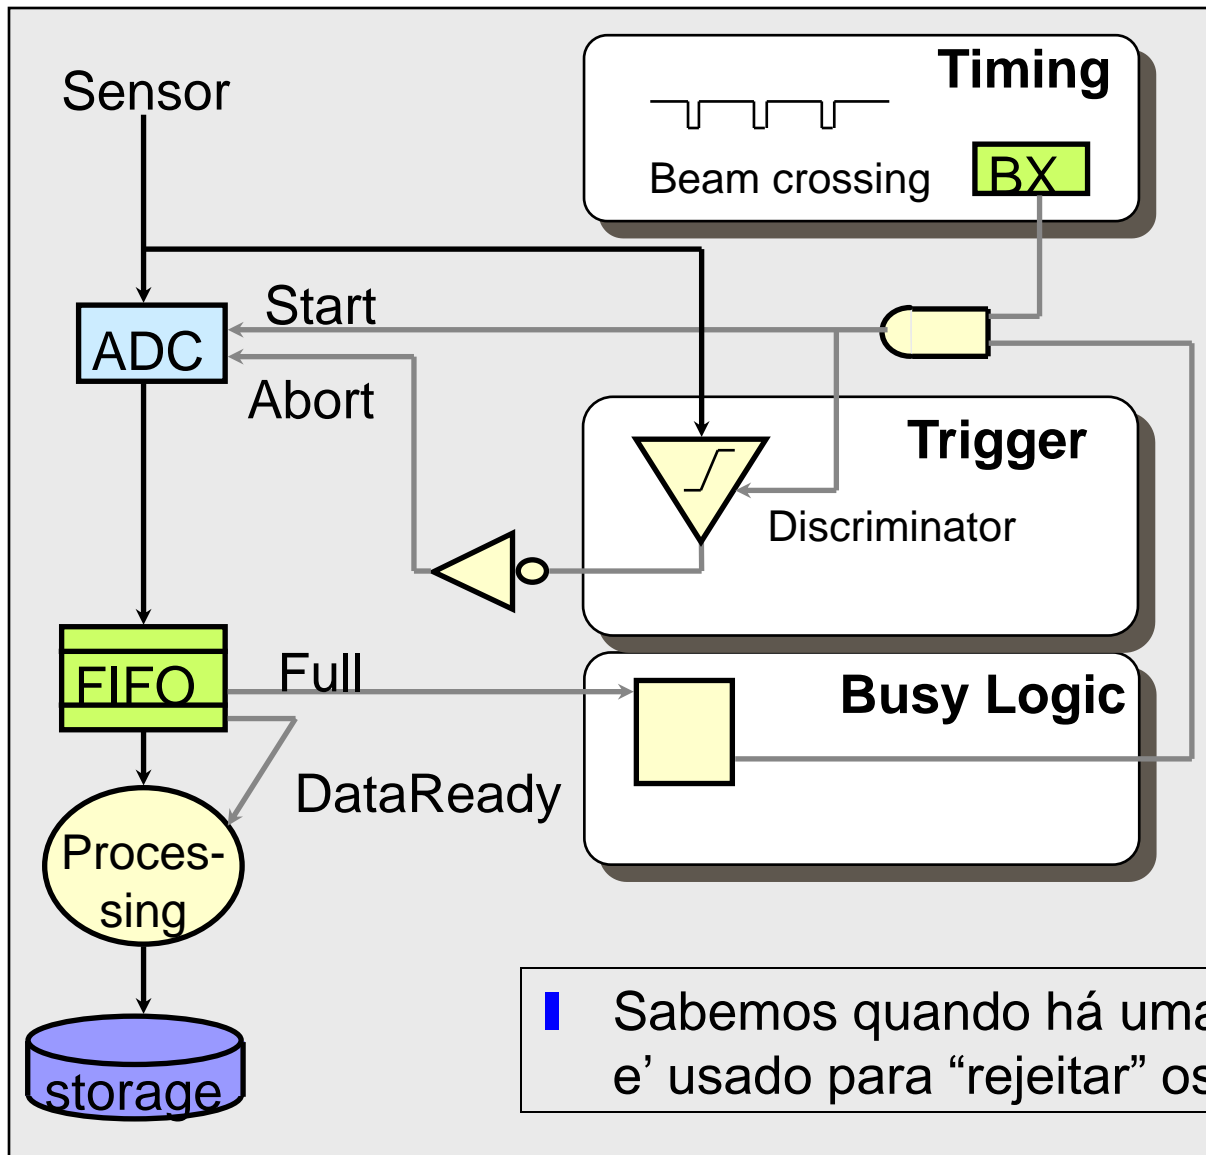 Sensor
Timing
Beam crossing
BX
Start
ADC
Abort
Trigger
Discriminator
FIFO
Full
Busy Logic
DataReady
Proces-
sing
storage
Sabemos quando há uma
e’ usado para “rejeitar” os